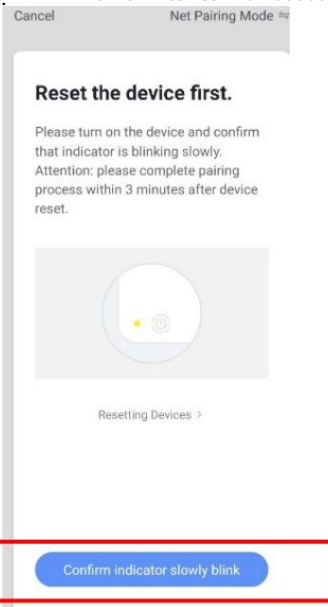 Cancel Net Pairing Mode
Reset the device first.
Please turn on the device and confirm
that indicator is blinking slowly.
Attention: please complete pairing
process within 3 minutes after device
reset.
Resetting Devices >
Confirm indicator slowly blink